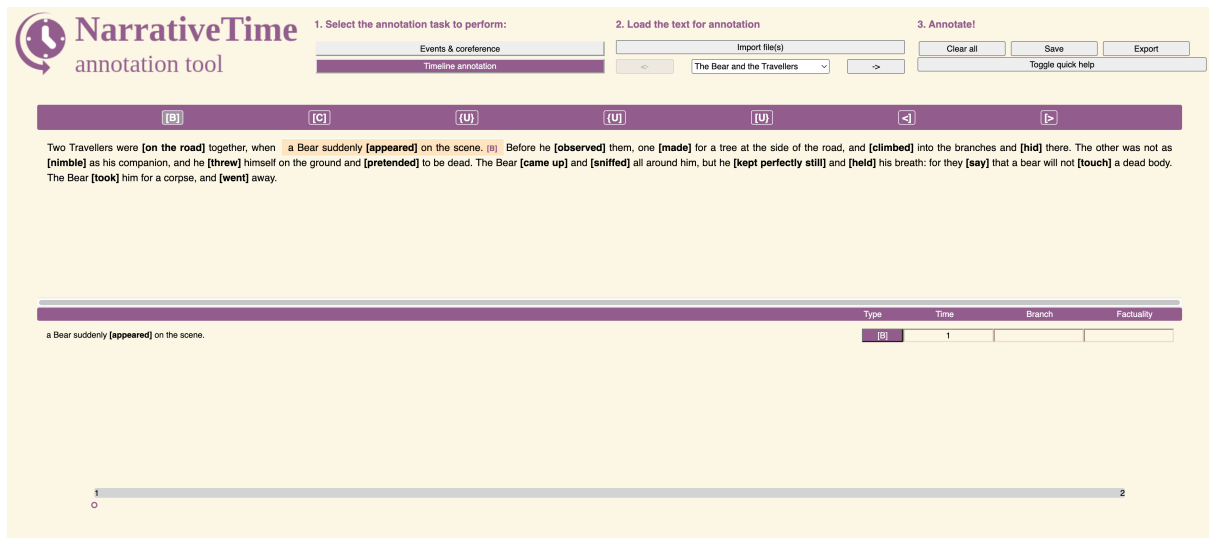 NarrativeTime
annotation tool
1. Select the annotation task to perform:
Events & coreference
Timeline annotation
2. Load the text for annotation
Import file(s)
<- The Bear and the Travellers ->
3. Annotate!
Clear all Save Export
Toggle quick help
[B] [C] {U} {U] [U} <] [>
Two Travellers were [on the road] together, when a Bear suddenly [appeared] on the scene. [B] Before he [observed] them, one [made] for a tree at the side of the road, and [climbed] into the branches and [hid] there. The other was not as
[nimble] as his companion, and he [threw] himself on the ground and [pretended] to be dead. The Bear [came up] and [sniffed] all around him, but he [kept perfectly still] and [held] his breath: for they [say] that a bear will not [touch] a dead body.
The Bear [took] him for a corpse, and [went] away.
Type Time Branch Factuality
a Bear suddenly [appeared] on the scene. [B] 1
1 2